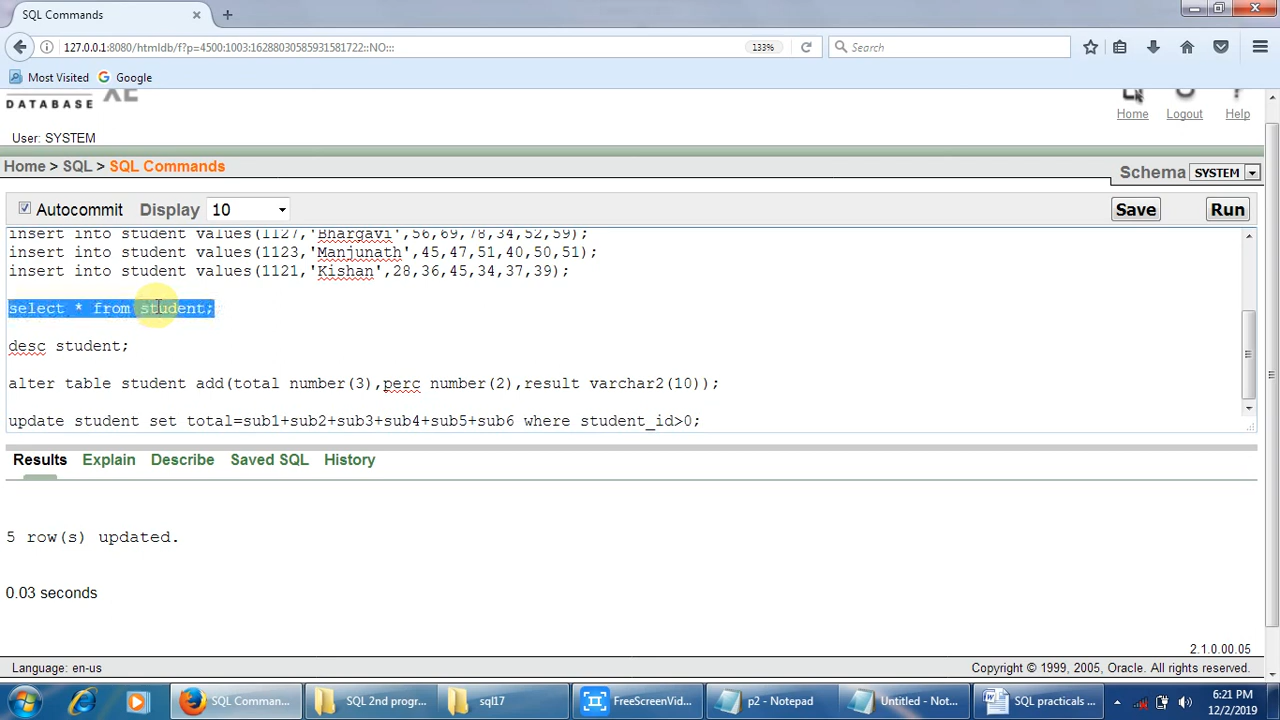 SQL Commands
127.0.0.1:8080/htmldb/f?p=4500:1003:16288030585931581722::NO:::
133%
Search
Most Visited
Google
DATABASE XE
Home
Logout
Help
User: SYSTEM
Home > SQL > SQL Commands
Schema SYSTEM
Autocommit Display 10
Save
Run
insert into student values(1127,'Bhargavi',56,69,78,34,52,59);
insert into student values(1123,'Manjunath',45,47,51,40,50,51);
insert into student values(1121,'Kishan',28,36,45,34,37,39);
select * from student;
desc student;
alter table student add(total number(3),perc number(2),result varchar2(10));
update student set total=sub1+sub2+sub3+sub4+sub5+sub6 where student_id>0;
Results Explain Describe Saved SQL History
5 row(s) updated.
0.03 seconds
2.1.0.00.05
Language: en-us
Copyright © 1999, 2005, Oracle. All rights reserved.
SQL Comman...
SQL 2nd progr...
sql17
FreeScreenVid...
p2 - Notepad
Untitled - Not...
SQL practicals ...
6:21 PM
12/2/2019